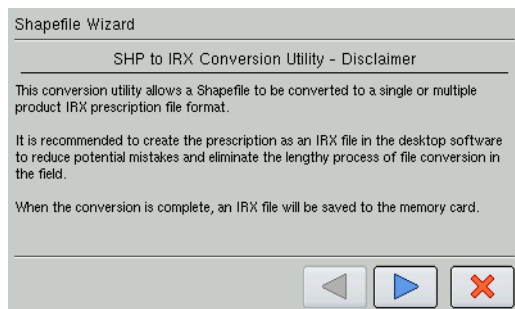 Shapefile Wizard
SHP to IRX Conversion Utility - Disclaimer
This conversion utility allows a Shapefile to be converted to a single or multiple
product IRX prescription file format.
It is recommended to create the prescription as an IRX file in the desktop software
to reduce potential mistakes and eliminate the lengthy process of file conversion in
the field.
When the conversion is complete, an IRX file will be saved to the memory card.